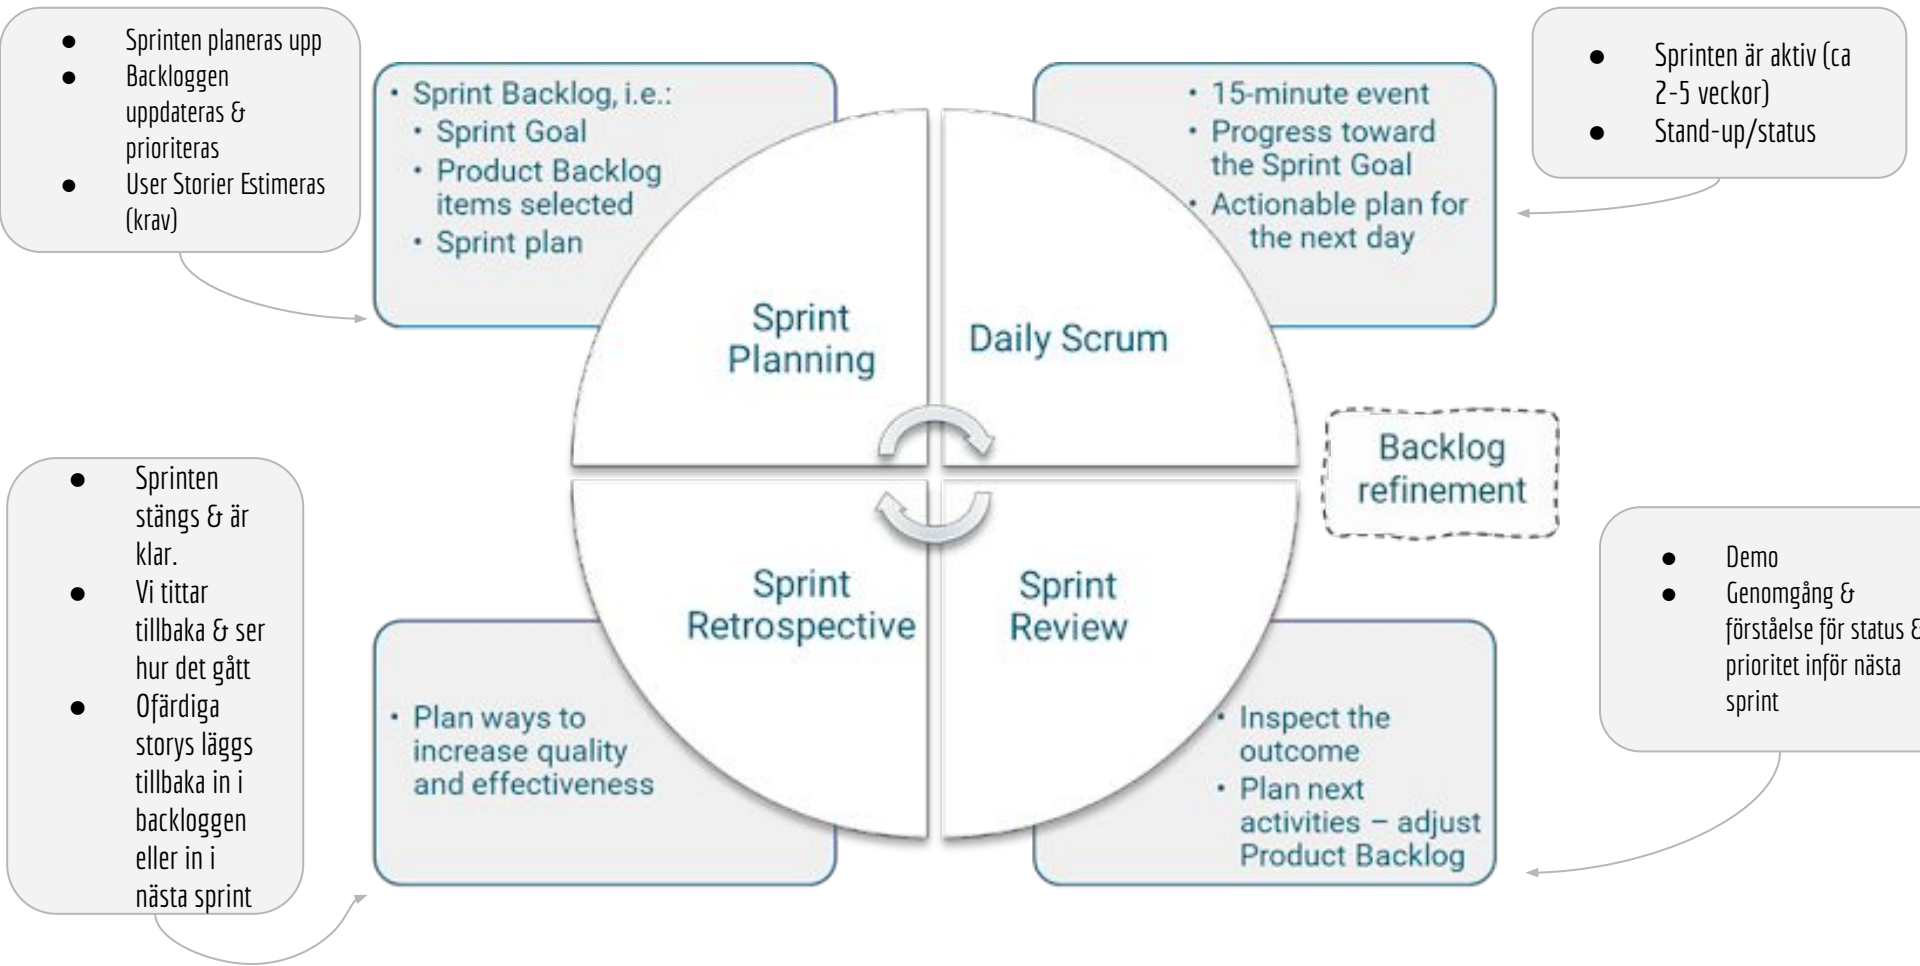 ● Sprinten planeras upp
● Backloggen
uppdateras &
prioriteras
● User Storier Estimeras
(krav)
• Sprint Backlog, i.e.:
• Sprint Goal
• Product Backlog
items selected
• Sprint plan
• 15-minute event
• Progress toward
the Sprint Goal
• Actionable plan for
the next day
● Sprinten är aktiv (ca
2-5 veckor)
● Stand-up/status
Sprint
Planning
Daily Scrum
Backlog
refinement
● Sprinten
stängs & är
klar.
● Vi tittar
tillbaka & ser
hur det gått
● Ofärdiga
storys läggs
tillbaka in i
backloggen
eller in i
nästa sprint
Sprint
Retrospective
Sprint
Review
● Demo
● Genomgång &
förståelse för status &
prioritet inför nästa
sprint
• Plan ways to
increase quality
and effectiveness
• Inspect the
outcome
• Plan next
activities – adjust
Product Backlog